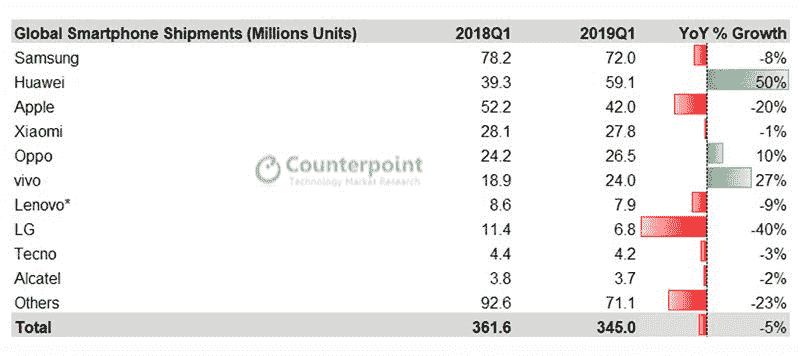 Global Smartphone Shipments (Millions Units) 2018Q1 2019Q1 YoY % Growth
Samsung 78.2 72.0 -8%
Huawei 39.3 59.1 50%
Apple 52.2 42.0 -20%
Xiaomi 28.1 27.8 -1%
Oppo 24.2 26.5 10%
Counterpoint
Technology Market Research
vivo 18.9 24.0 27%
Lenovo* 8.6 7.9 -9%
LG 11.4 6.8 -40%
Tecno 4.4 4.2 -3%
Alcatel 3.8 3.7 -2%
Others 92.6 71.1 -23%
Total 361.6 345.0 -5%